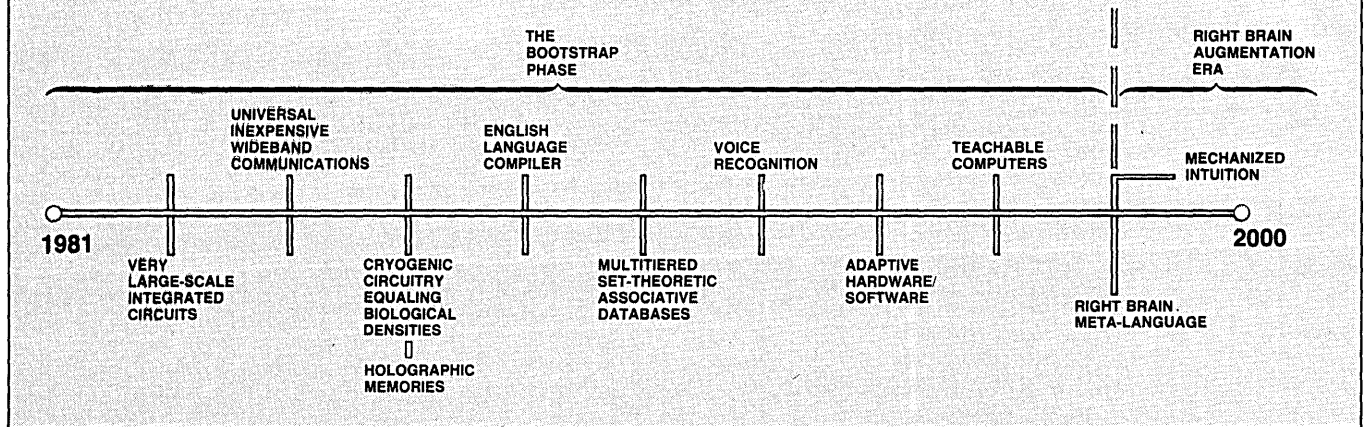 THE
BOOTSTRAP
PHASE
RIGHT BRAIN
AUGMENTATION
ERA
UNIVERSAL
INEXPENSIVE
WIDEBAND
COMMUNICATIONS
ENGLISH
LANGUAGE
COMPILER
VOICE
RECOGNITION
TEACHABLE
COMPUTERS
MECHANIZED
INTUITION
1981
2000
VERY
LARGE-SCALE
INTEGRATED
CIRCUITS
CRYOGENIC
CIRCUITRY
EQUALING
BIOLOGICAL
DENSITIES
HOLOGRAPHIC
MEMORIES
MULTITIERED
SET-THEORETIC
ASSOCIATIVE
DATABASES
ADAPTIVE
HARDWARE/
SOFTWARE
RIGHT BRAIN
META-LANGUAGE